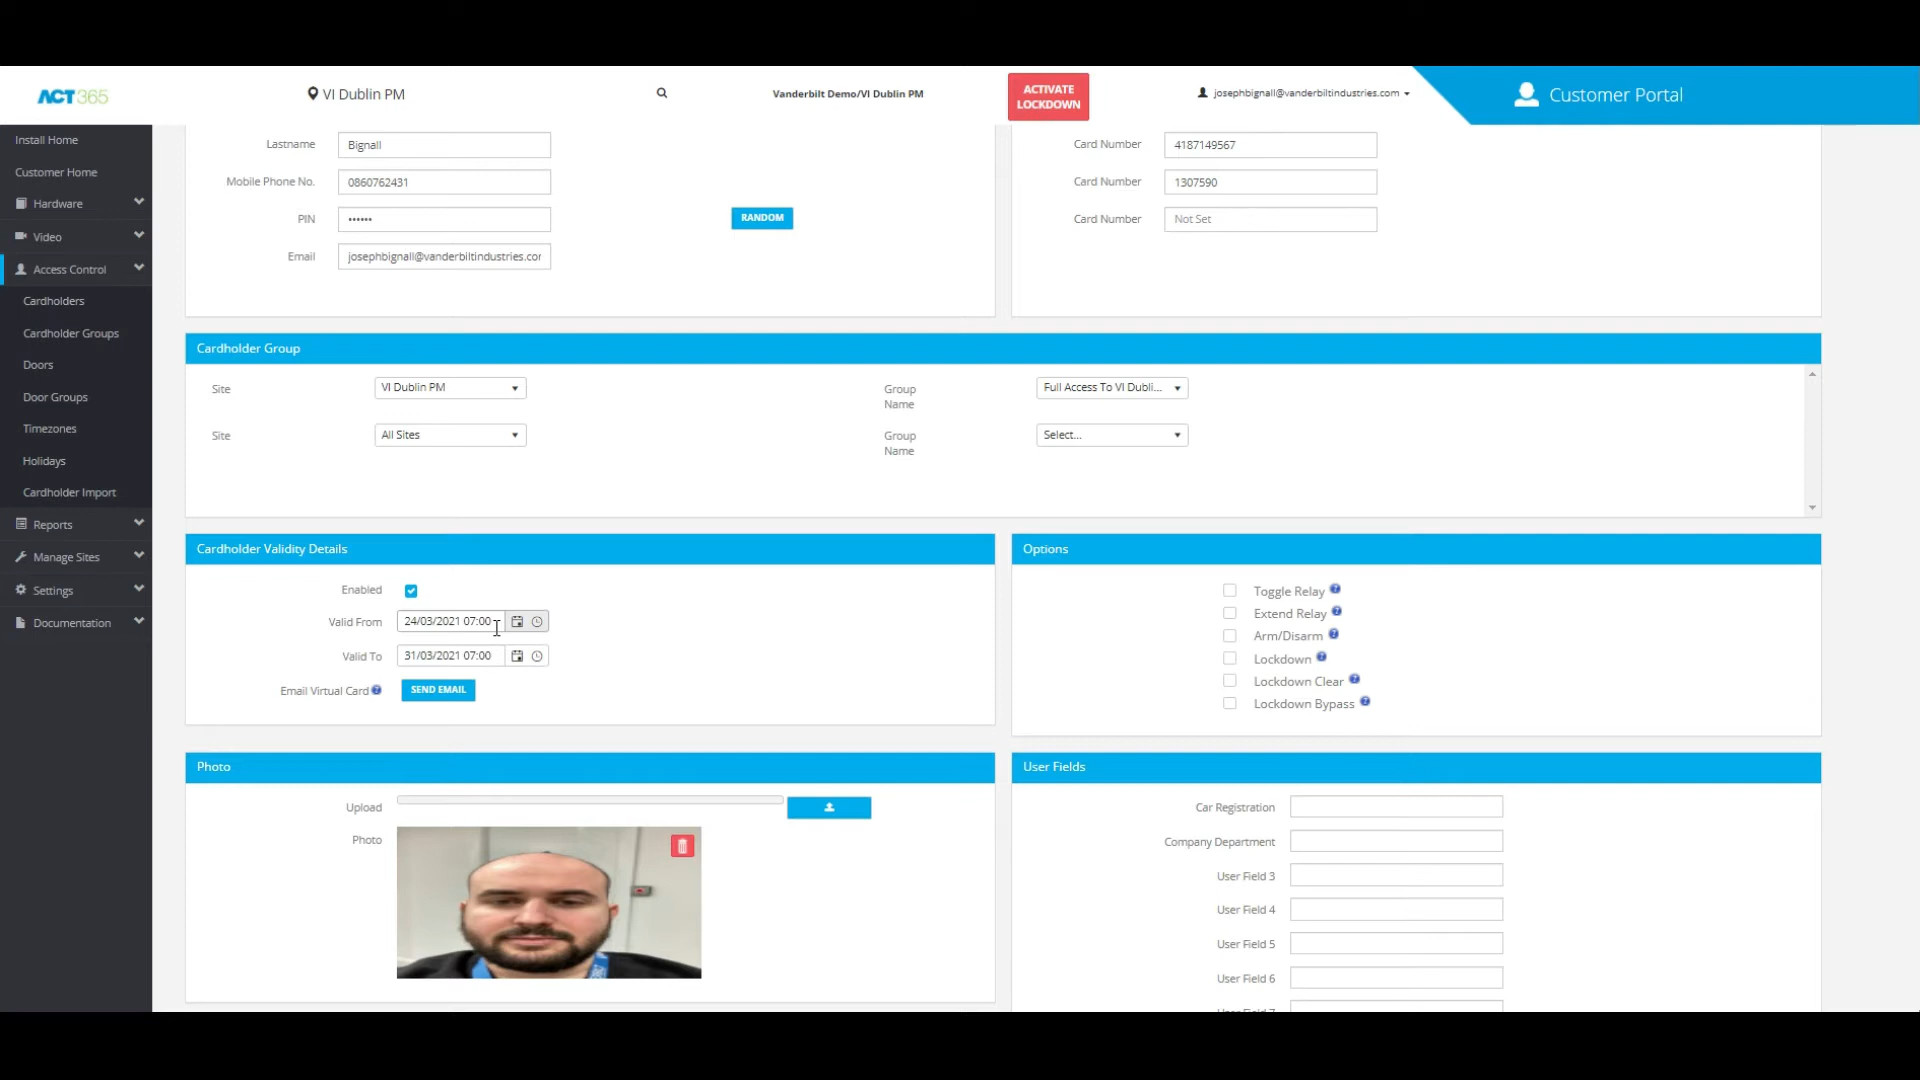 ACT365
VI Dublin PM
Vanderbilt Demo/VI Dublin PM
ACTIVATE
LOCKDOWN
josephbignall@vanderbiltindustries.com
Customer Portal
Install Home
Customer Home
Hardware
Video
Access Control
Cardholders
Cardholder Groups
Doors
Door Groups
Timezones
Holidays
Cardholder Import
Reports
Manage Sites
Settings
Documentation
Lastname Bignall
Mobile Phone No. 0860762431
PIN ••••••
RANDOM
Email josephbignall@vanderbiltindustries.cor
Card Number 4187149567
Card Number 1307590
Card Number Not Set
Cardholder Group
Site VI Dublin PM
Group
Name
Full Access To VI Dubli...
Site All Sites
Group
Name
Select...
Cardholder Validity Details
Enabled
Valid From 24/03/2021 07:00
Valid To 31/03/2021 07:00
Email Virtual Card SEND EMAIL
Options
Toggle Relay
Extend Relay
Arm/Disarm
Lockdown
Lockdown Clear
Lockdown Bypass
Photo
Upload
Photo
User Fields
Car Registration
Company Department
User Field 3
User Field 4
User Field 5
User Field 6